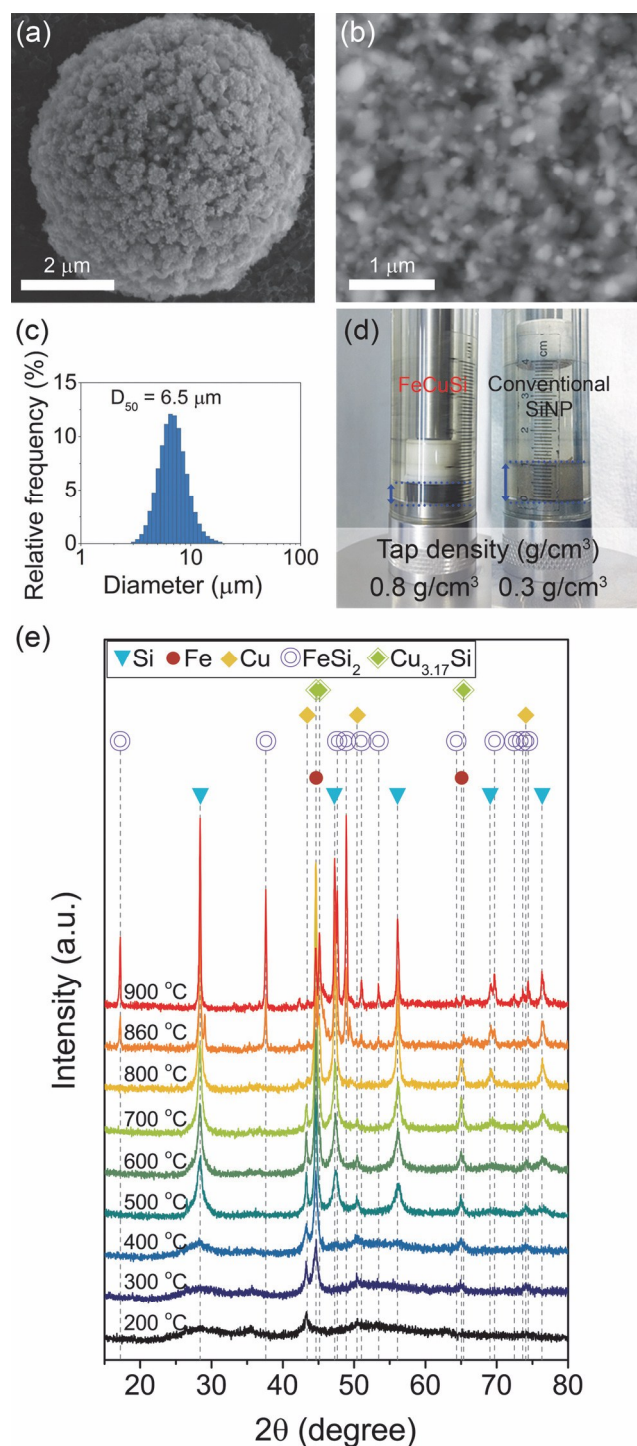 (a)
2 μm
(b)
1 μm
(c)
Relative frequency (%)
15
10
5
0
D₅₀ = 6.5 μm
1
10
100
Diameter (μm)
(d)
FeCuSi
Conventional
SiNP
cm
4
3
2
Tap density (g/cm³)
0.8 g/cm³
0.3 g/cm³
(e)
Si
Fe
Cu
FeSi₂
Cu₃.₁₇Si
Intensity (a.u.)
900 °C
860 °C
800 °C
700 °C
600 °C
500 °C
400 °C
300 °C
200 °C
20
30
40
50
60
70
80
2θ (degree)